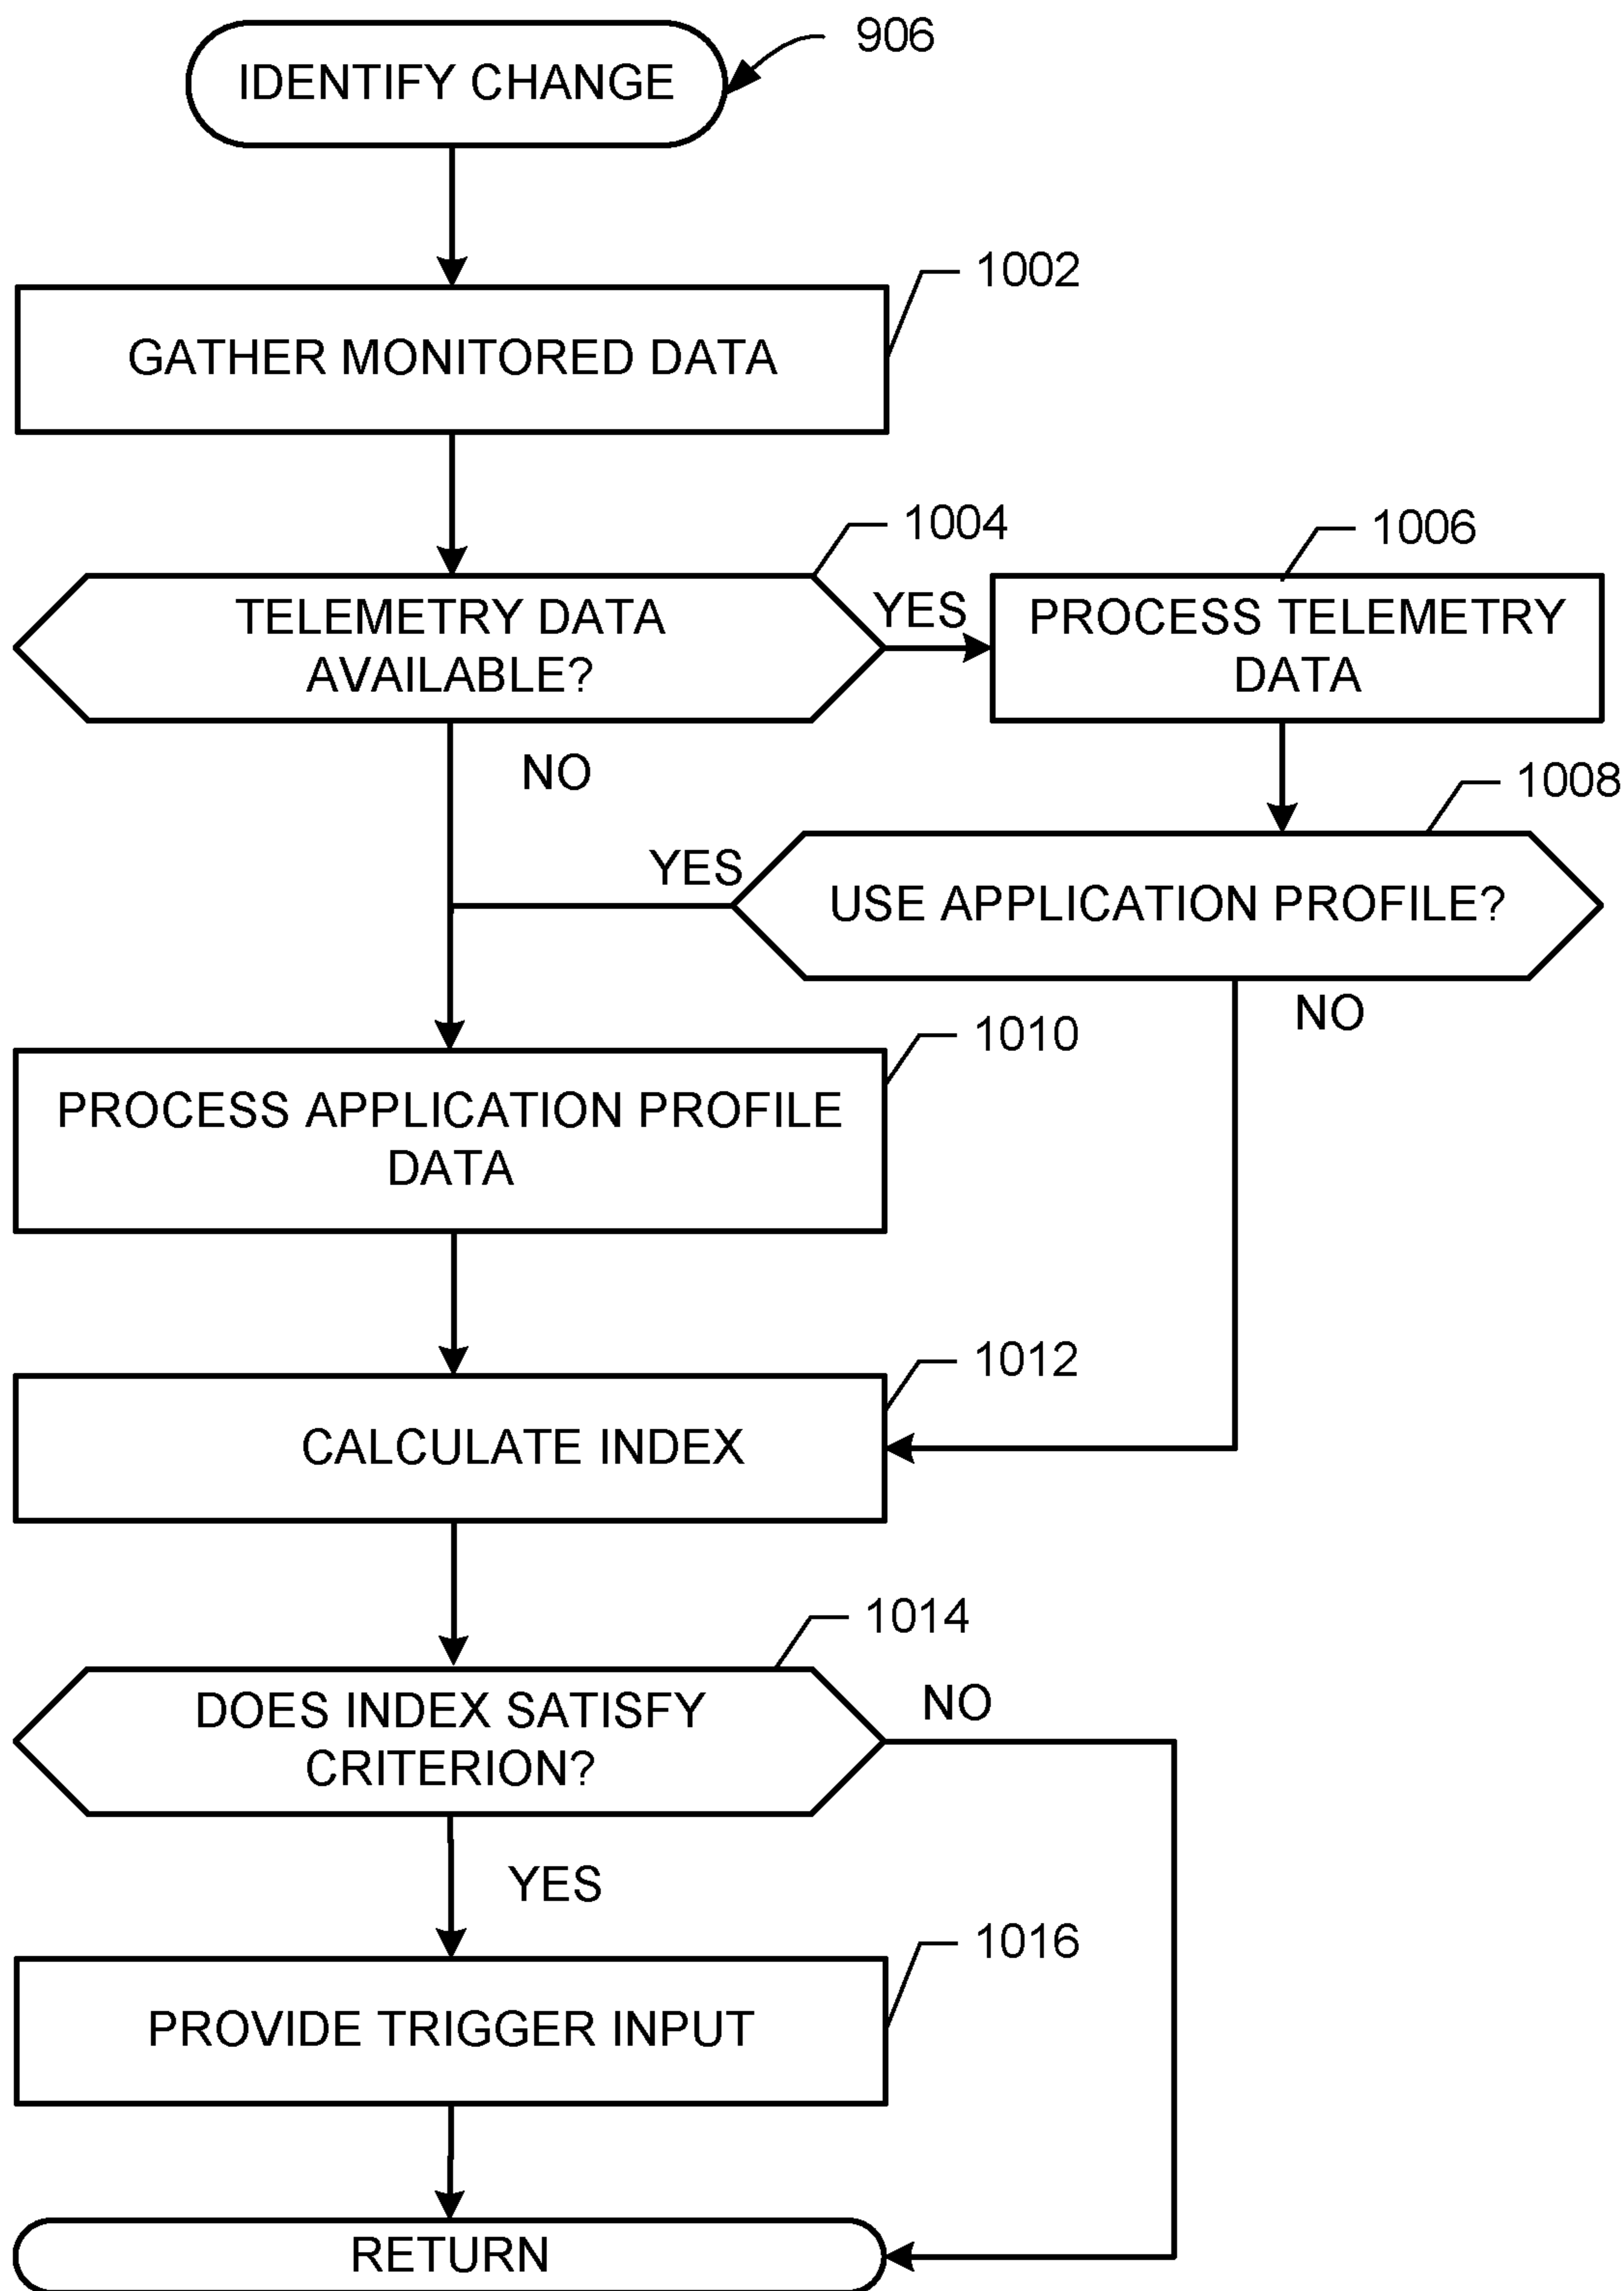 906
IDENTIFY CHANGE
1002
GATHER MONITORED DATA
1004
TELEMETRY DATA
AVAILABLE?
YES
1006
PROCESS TELEMETRY
DATA
NO
1008
YES
USE APPLICATION PROFILE?
NO
1010
PROCESS APPLICATION PROFILE
DATA
1012
CALCULATE INDEX
1014
DOES INDEX SATISFY
CRITERION?
NO
YES
1016
PROVIDE TRIGGER INPUT
RETURN